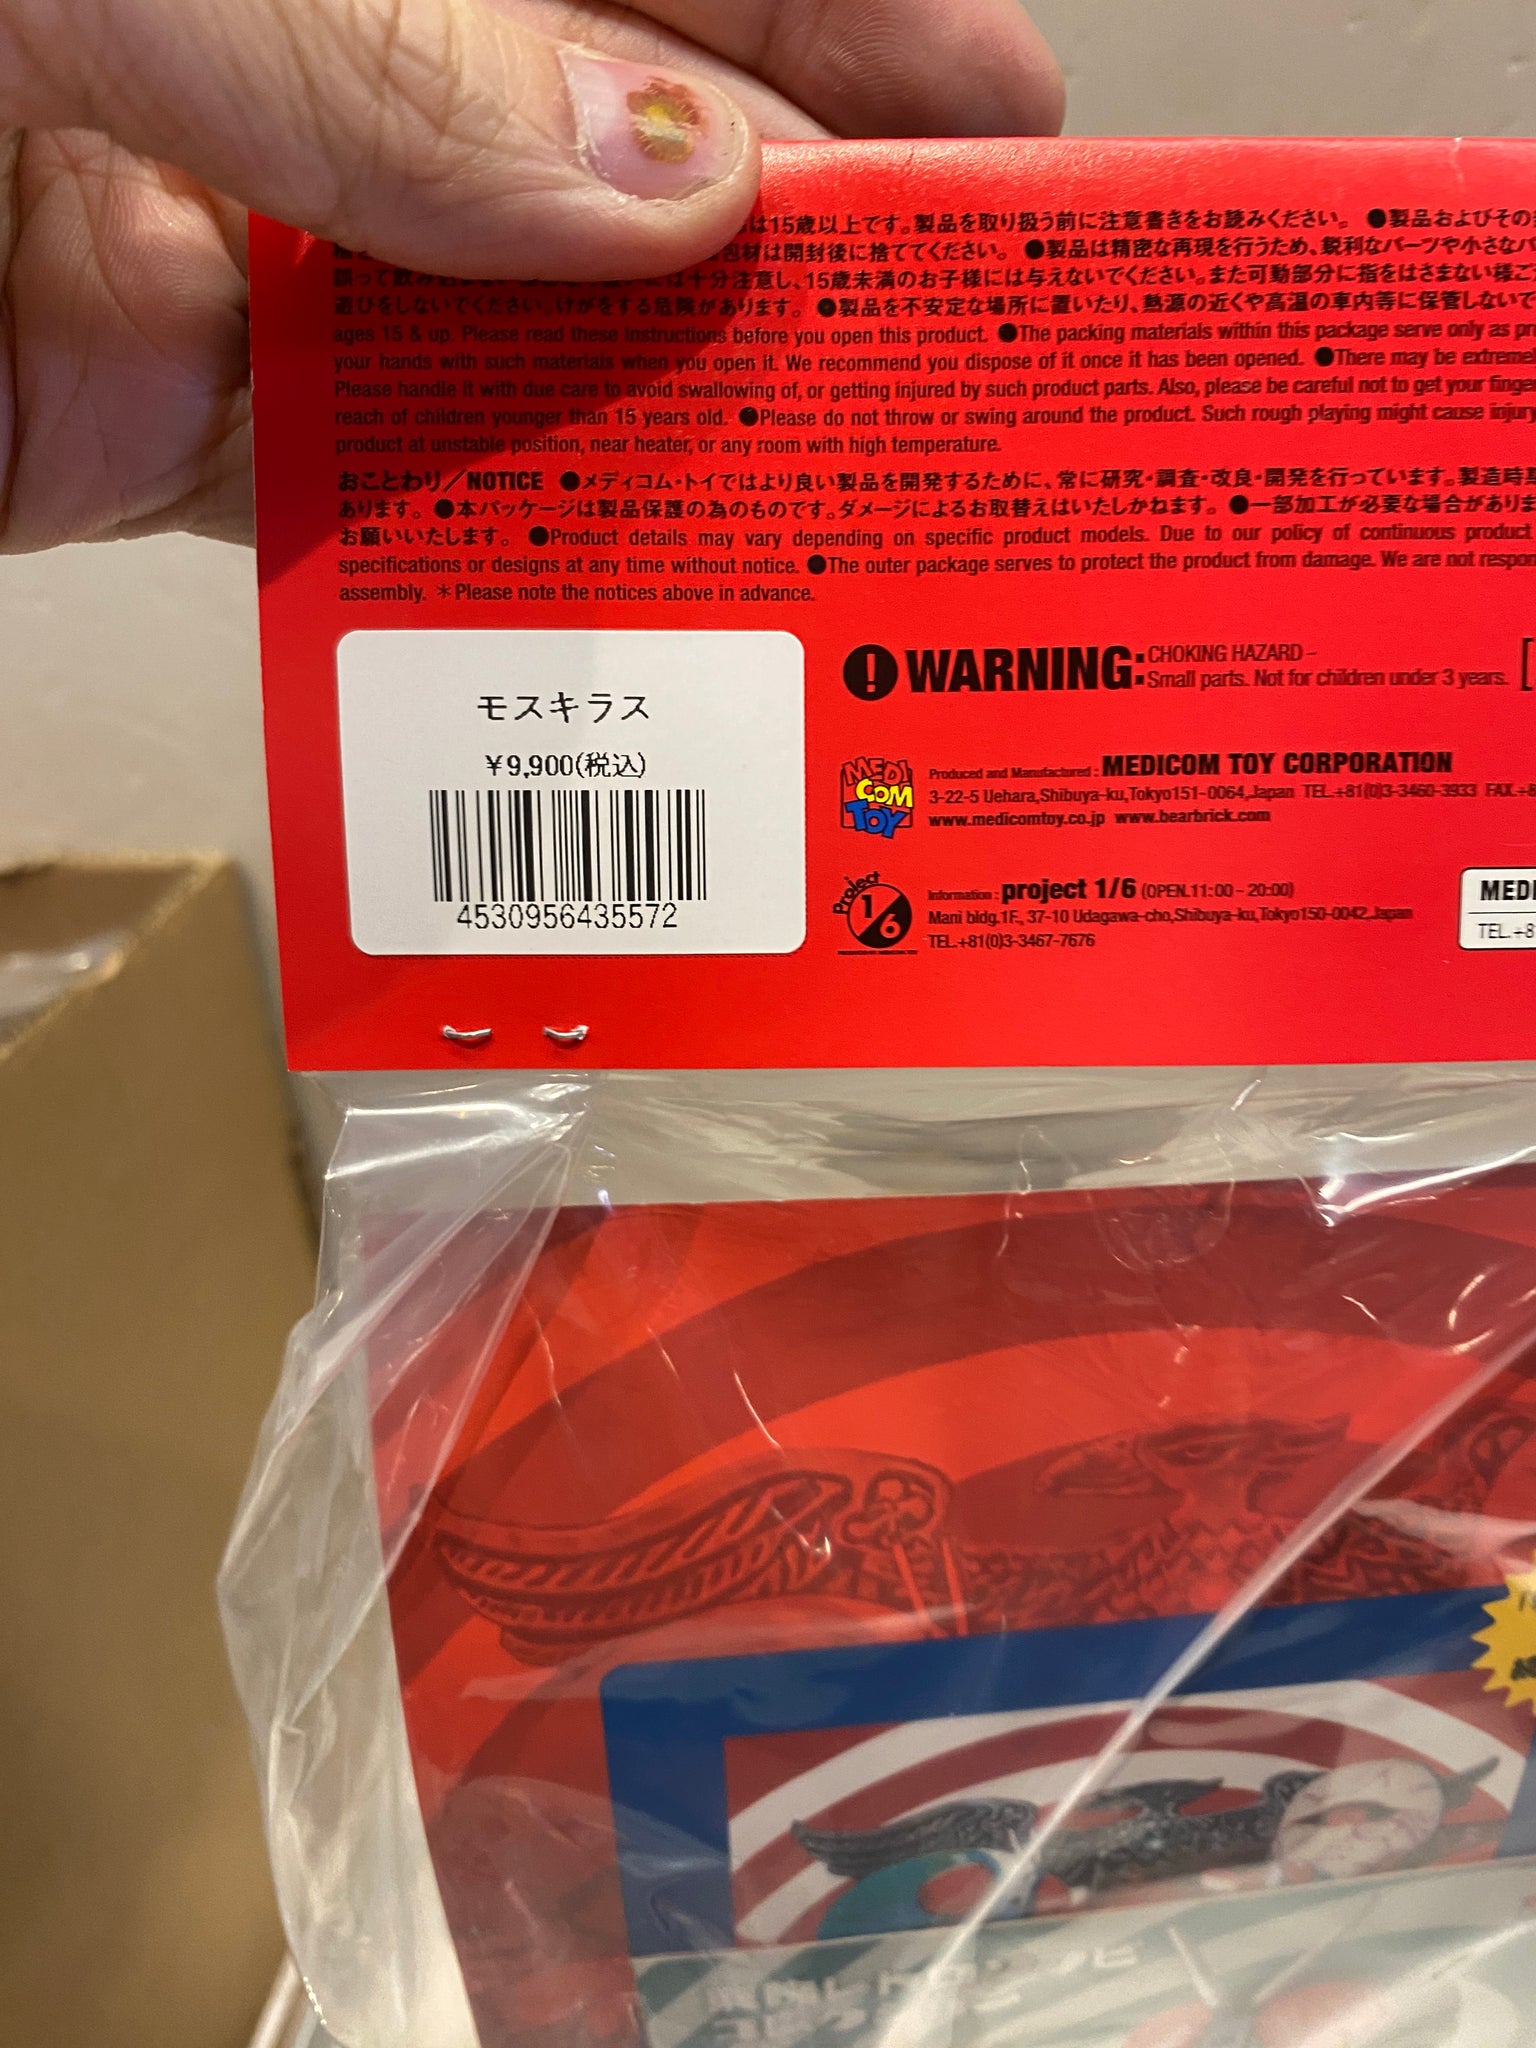 は15歳以上です。製品を取り扱う前に注意書きをお読みください。 ●製品およびその
包材は開封後に捨ててください。 ●製品は精密な再現を行うため、鋭利なパーツや小さな
誤って飲み には十分注意し、15歳未満のお子様には与えないでください。また可動部分に指をはさまない様
遊びをしないでください。けがをする危険があります。 ●製品を不安定な場所に置いたり、熱源の近くや高温の車内等に保管しないで
ages 15 & up. Please read these instructions before you open this product. ●The packing materials within this package serve only as
your hands with such materials when you open it. We recommend you dispose of it once it has been opened. ●There may be
Please handle it with due care to avoid swallowing of, or getting injured by such product parts. Also, please be careful not to get your
reach of children younger than 15 years old. ●Please do not throw or swing around the product. Such rough playing might cause
product at unstable position, near heater, or any room with high temperature.
おことわり／NOTICE ●メディコム・トイではより良い製品を開発するために、常に研究・調査・改良・開発を行っています。製造時
あります。 ●本パッケージは製品保護の為のものです。ダメージによるお取替えはいたしかねます。 ●一部加工が必要な場合があり
お願いいたします。 ●Product details may vary depending on specific product models. Due to our policy of continuous product
specifications or designs at any time without notice. ●The outer package serves to protect the product from damage. We are not
assembly. ＊Please note the notices above in advance.
モスキラス
￥9,900(税込)
4530956435572
WARNING: CHOKING HAZARD –
Small parts. Not for children under 3 years.
MEDI COM TOY
Produced and Manufactured : MEDICOM TOY CORPORATION
3-22-5 Uehara,Shibuya-ku,Tokyo151-0064,Japan TEL.+81(0)3-3460-3933 FAX.+8
www.medicomtoy.co.jp www.bearbrick.com
Project 1/6
Information : project 1/6 (OPEN.11:00 – 20:00)
Mani bldg.1F., 37-10 Udagawa-cho,Shibuya-ku,Tokyo150-0042,Japan
TEL.+81(0)3-3467-7676
MEDI
TEL.+8